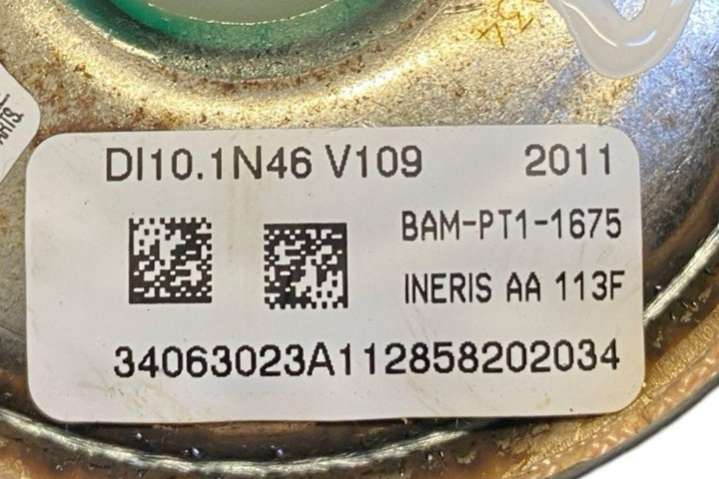 DI10.1N46 V109 2011
BAM-PT1-1675
INERIS AA 113F
34063023A112858202034